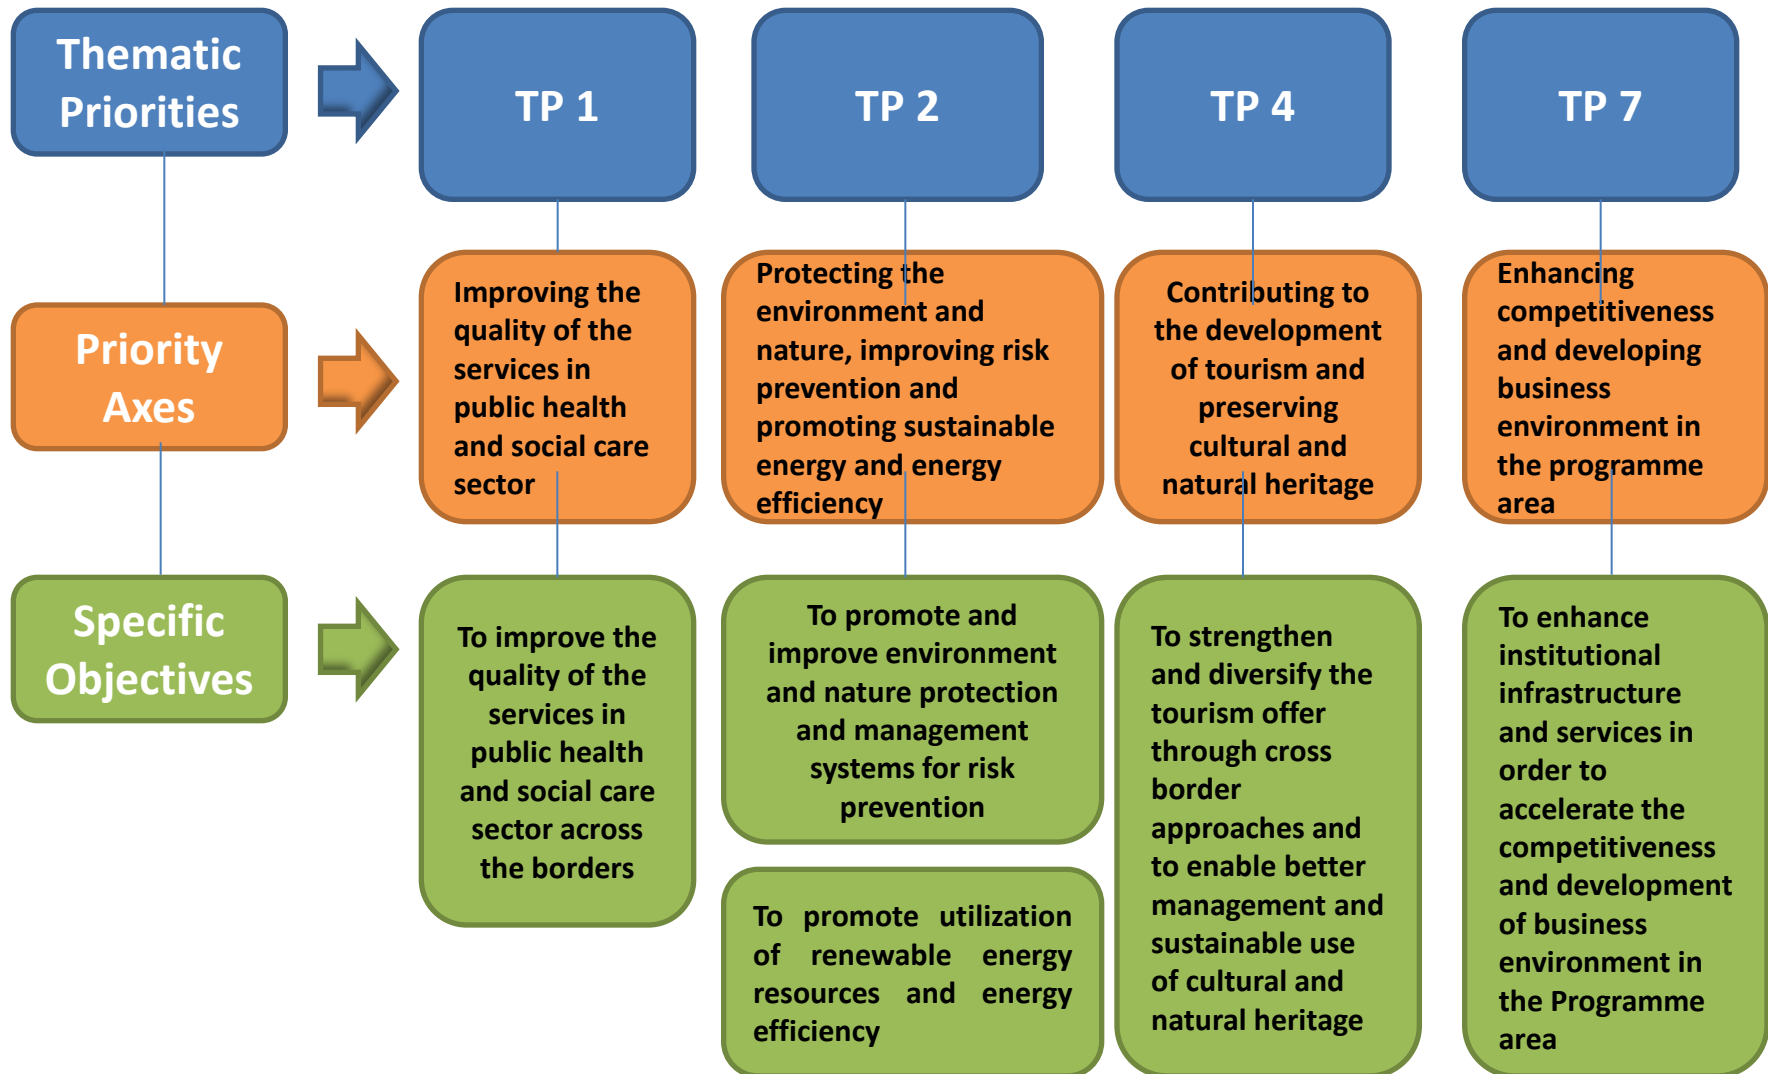 Thematic
Priorities
TP 1
TP 2
TP 4
TP 7
Priority
Axes
Improving the
quality of the
services in
public health
and social care
sector
Protecting the
environment and
nature, improving risk
prevention and
promoting sustainable
energy and energy
efficiency
Contributing to
the development
of tourism and
preserving
cultural and
natural heritage
Enhancing
competitiveness
and developing
business
environment in
the programme
area
Specific
Objectives
To improve the
quality of the
services in
public health
and social care
sector across
the borders
To promote and
improve environment
and nature protection
and management
systems for risk
prevention
To promote utilization
of renewable energy
resources and energy
efficiency
To strengthen
and diversify the
tourism offer
through cross
border
approaches and
to enable better
management and
sustainable use
of cultural and
natural heritage
To enhance
institutional
infrastructure
and services in
order to
accelerate the
competitiveness
and development
of business
environment in
the Programme
area